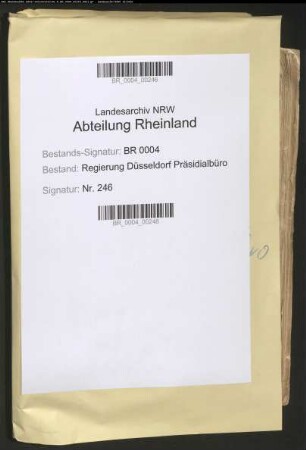 BR_0004_00246
Landesarchiv NRW
Abteilung Rheinland
Bestands-Signatur: BR 0004
Bestand: Regierung Düsseldorf Präsidialbüro
Signatur: Nr. 246
BR_0004_00246